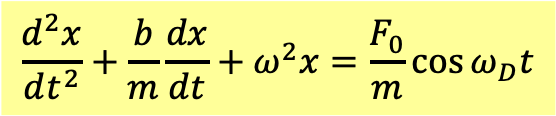 d²x/dt² + b/m dx/dt + ω²x = F₀/m cos ω_D t